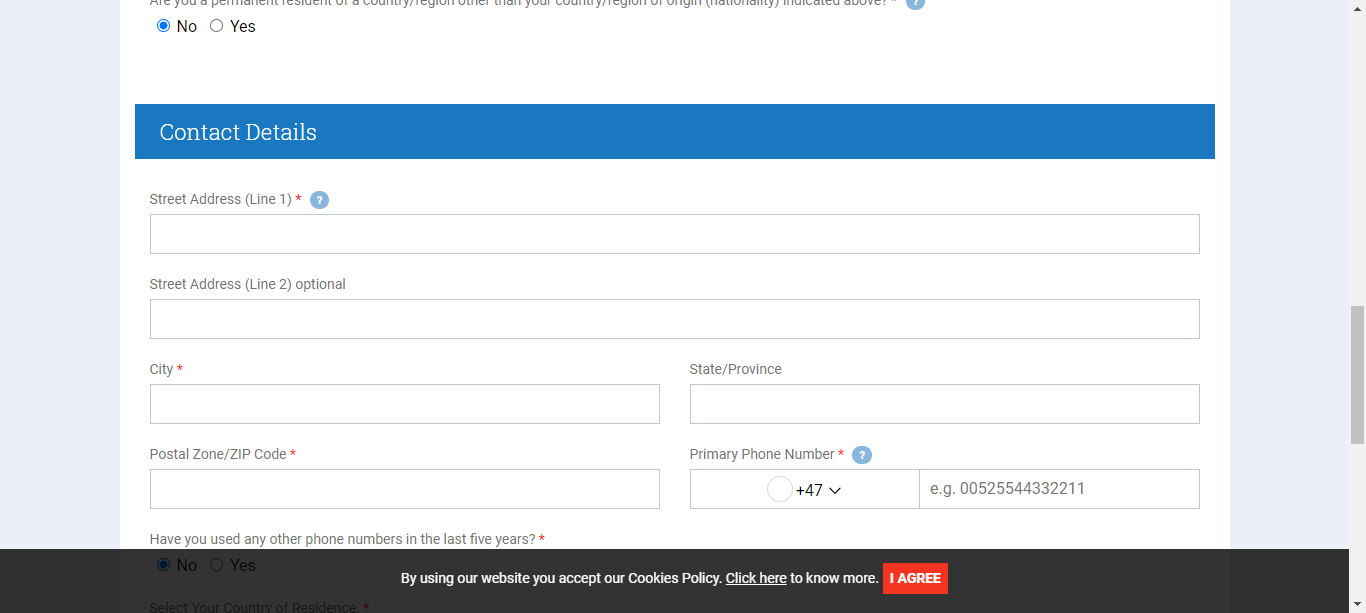 Are you a permanent resident of a country/region other than your country/region of origin (nationality) indicated above? * ?
No Yes
Contact Details
Street Address (Line 1) * ?
Street Address (Line 2) optional
City *
State/Province
Postal Zone/ZIP Code *
Primary Phone Number * ?
+47
e.g. 00525544332211
Have you used any other phone numbers in the last five years? *
No Yes
By using our website you accept our Cookies Policy. Click here to know more. I AGREE
Select Your Country of Residence. *